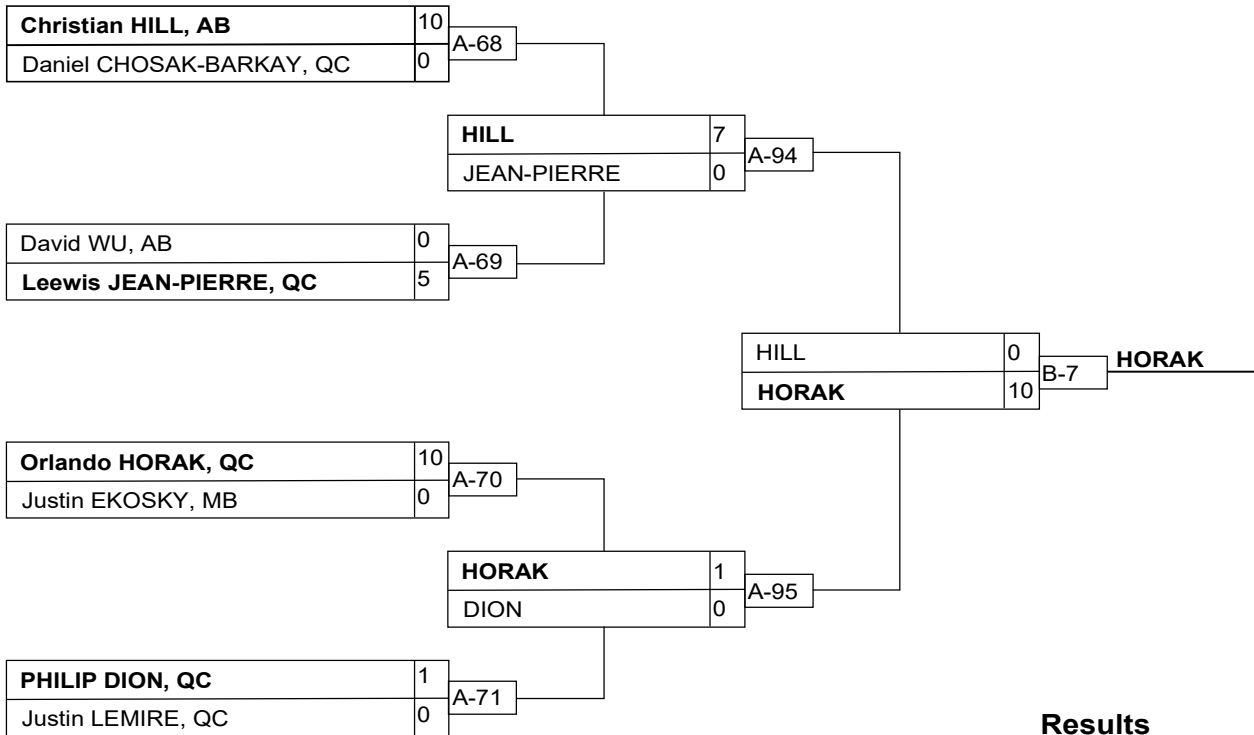 Christian HILL, AB 10
A-68
Daniel CHOSAK-BARKAY, QC 0
HILL 7
A-94
JEAN-PIERRE 0
David WU, AB 0
A-69
Leewis JEAN-PIERRE, QC 5
HILL 0
B-7 HORAK
HORAK 10
Orlando HORAK, QC 10
A-70
Justin EKOSKY, MB 0
HORAK 1
A-95
DION 0
PHILIP DION, QC 1
A-71
Justin LEMIRE, QC 0
Results